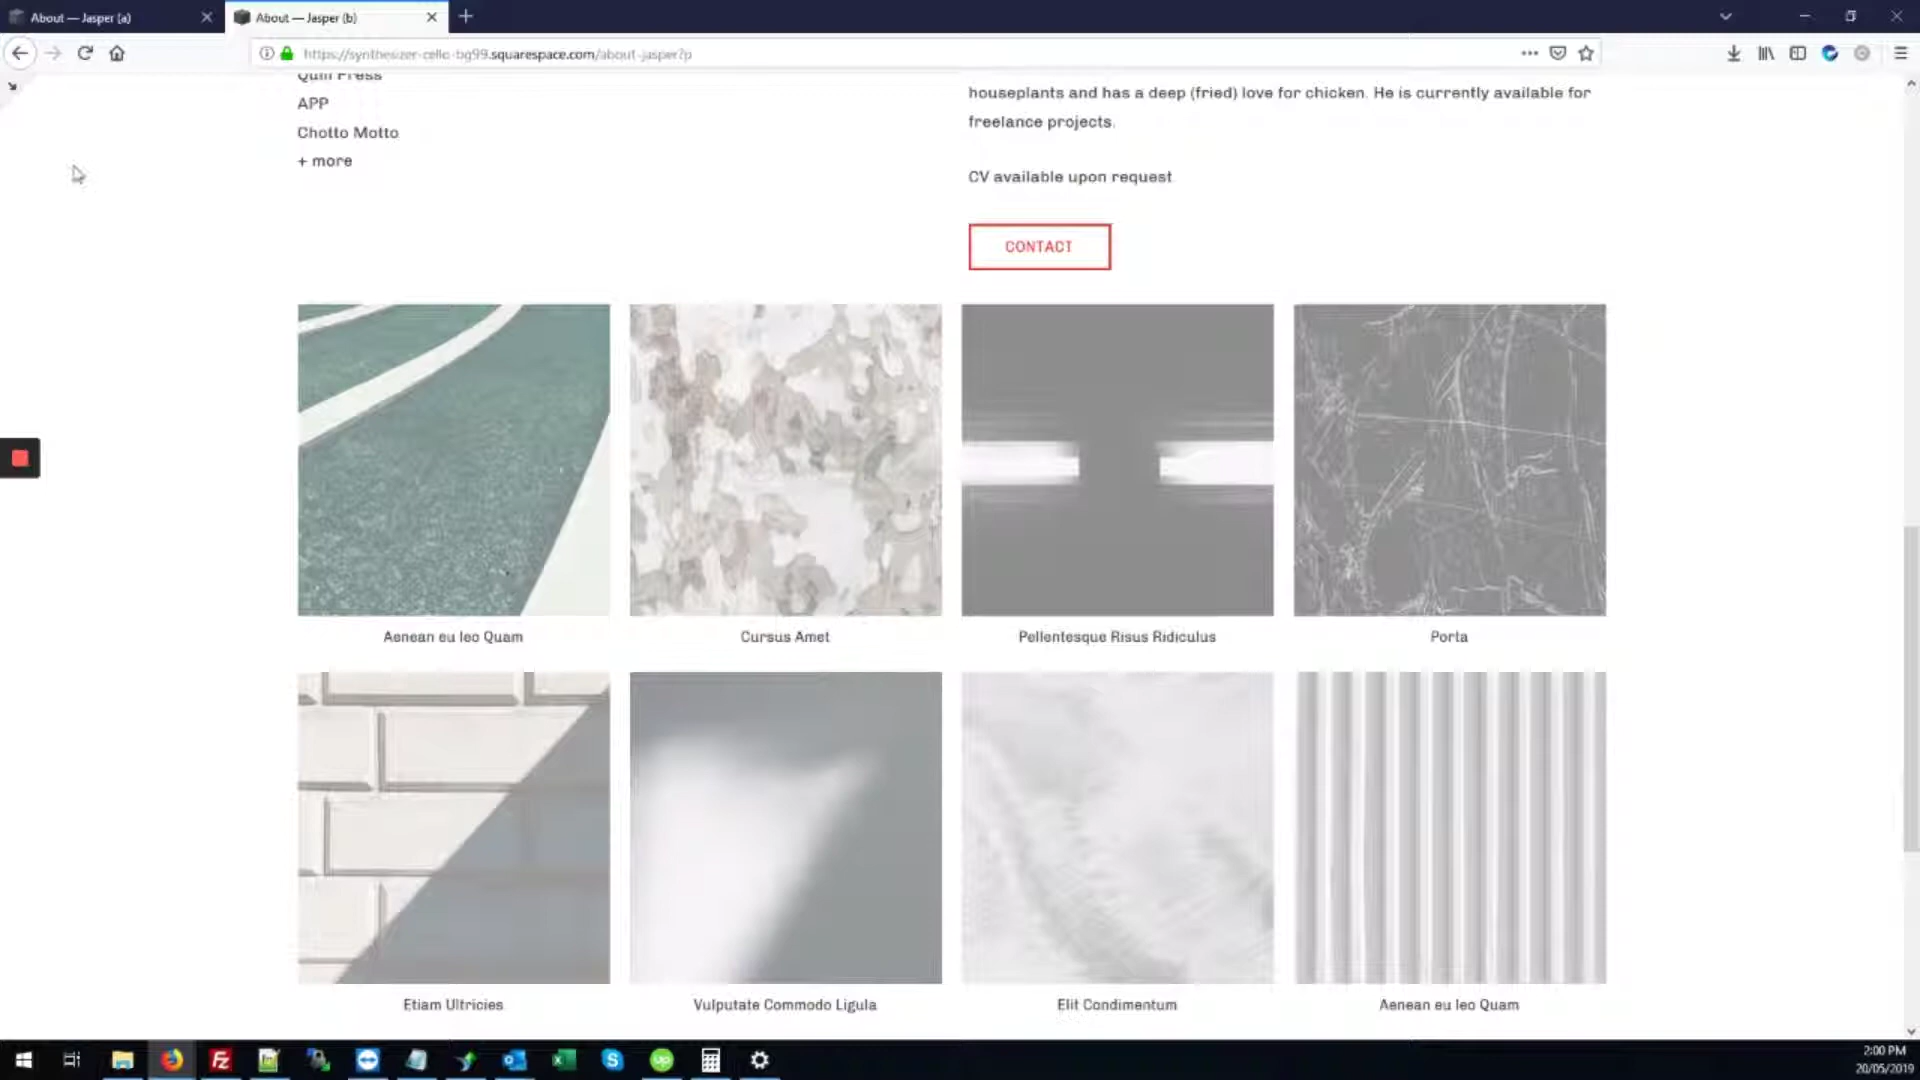 About — Jasper (a)
About — Jasper (b)
https://synthesizer-cello-bg99.squarespace.com/about-jasper?p
Quill Press
APP
Chotto Motto
+ more
houseplants and has a deep (fried) love for chicken. He is currently available for
freelance projects.
CV available upon request
CONTACT
Aenean eu leo Quam
Cursus Amet
Pellentesque Risus Ridiculus
Porta
Etiam Ultricies
Vulputate Commodo Ligula
Elit Condimentum
Aenean eu leo Quam
2:00 PM
20/05/2019